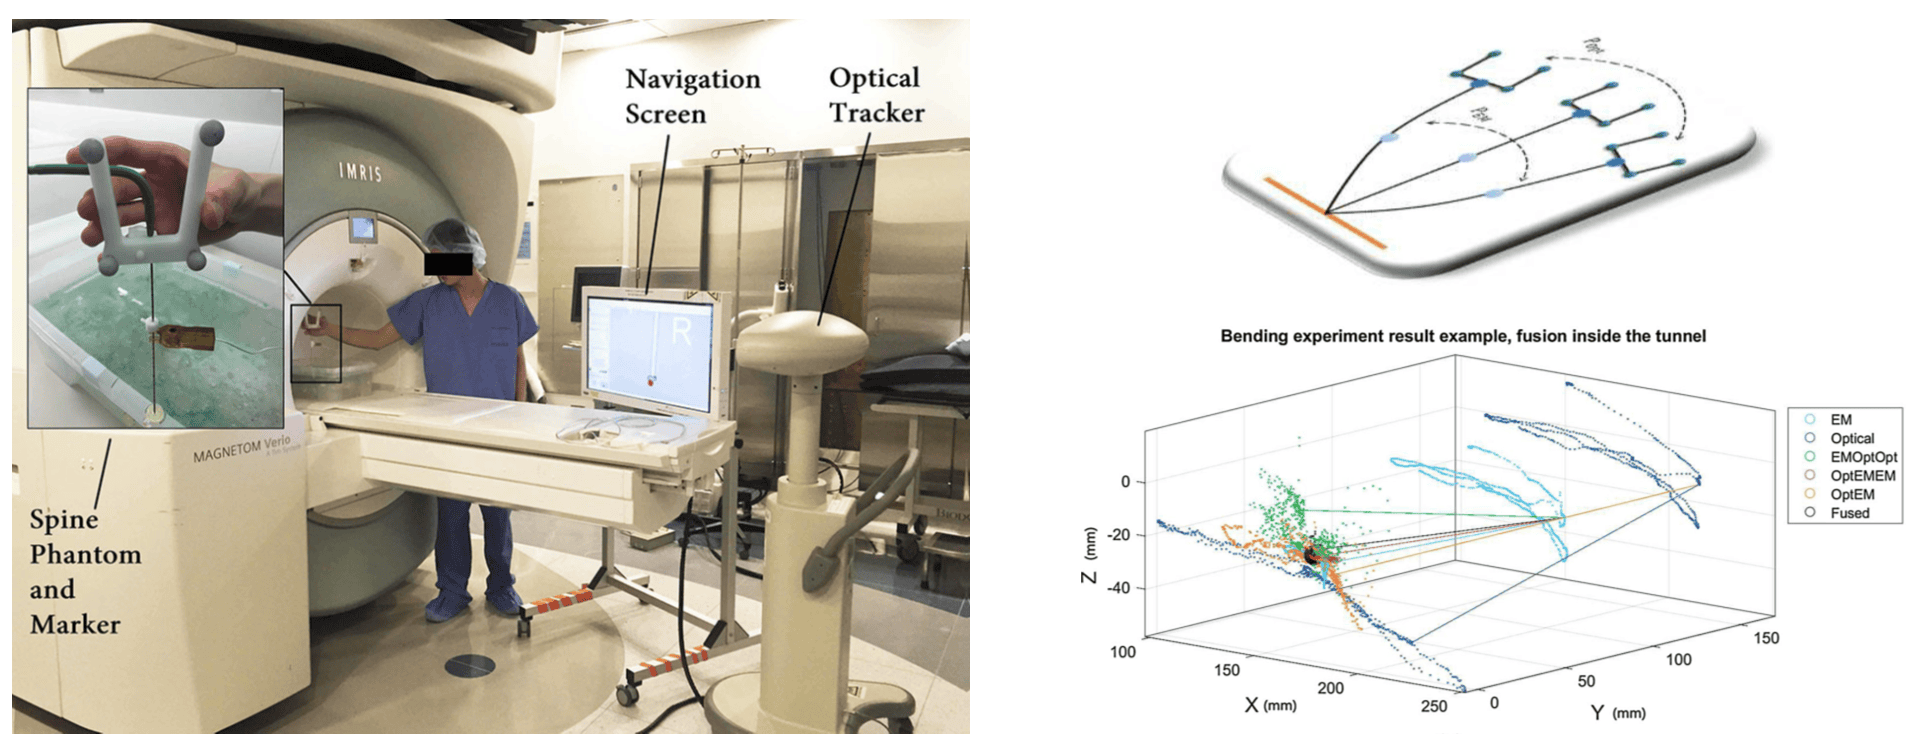 Navigation
Screen
Optical
Tracker
IMRIS
R
MAGNETOM Verio
Spine
Phantom
and
Marker
POpt
PEM
Bending experiment result example, fusion inside the tunnel
EM
Optical
EMOptOpt
OptEMEM
OptEM
Fused
0
-20
-40
Z (mm)
100
150
200
250
X (mm)
0
50
100
150
Y (mm)